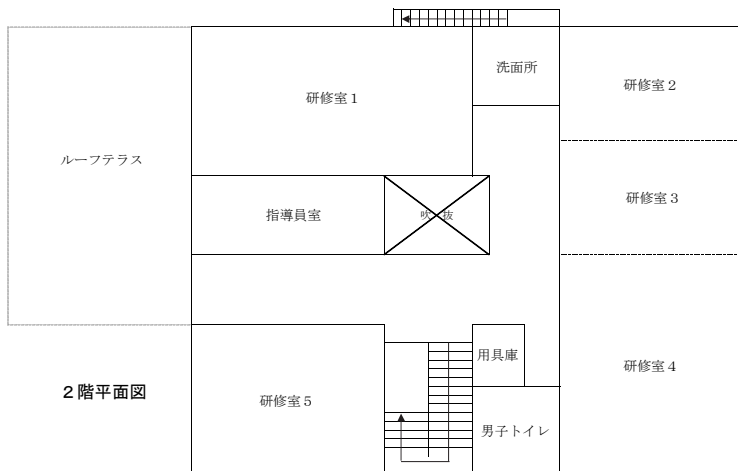 洗面所
研修室１
研修室２
ルーフテラス
研修室３
指導員室
吹 抜
用具庫
研修室４
２階平面図
研修室５
男子トイレ